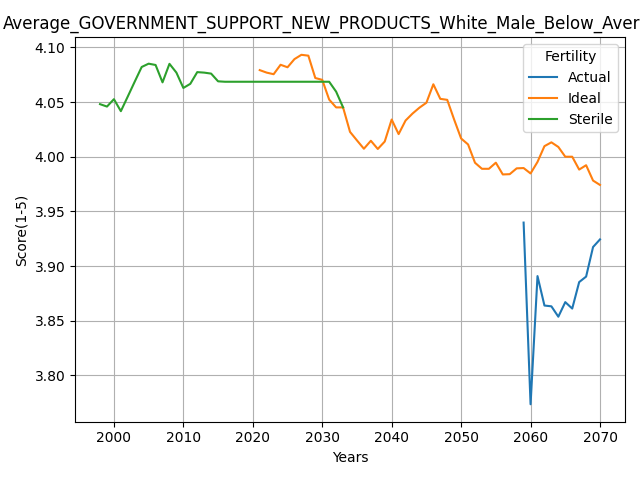 Average_GOVERNMENT_SUPPORT_NEW_PRODUCTS_White_Male_Below_Aver
Fertility
Actual
Ideal
Sterile
Score(1-5)
4.10
4.05
4.00
3.95
3.90
3.85
3.80
2000 2010 2020 2030 2040 2050 2060 2070
Years